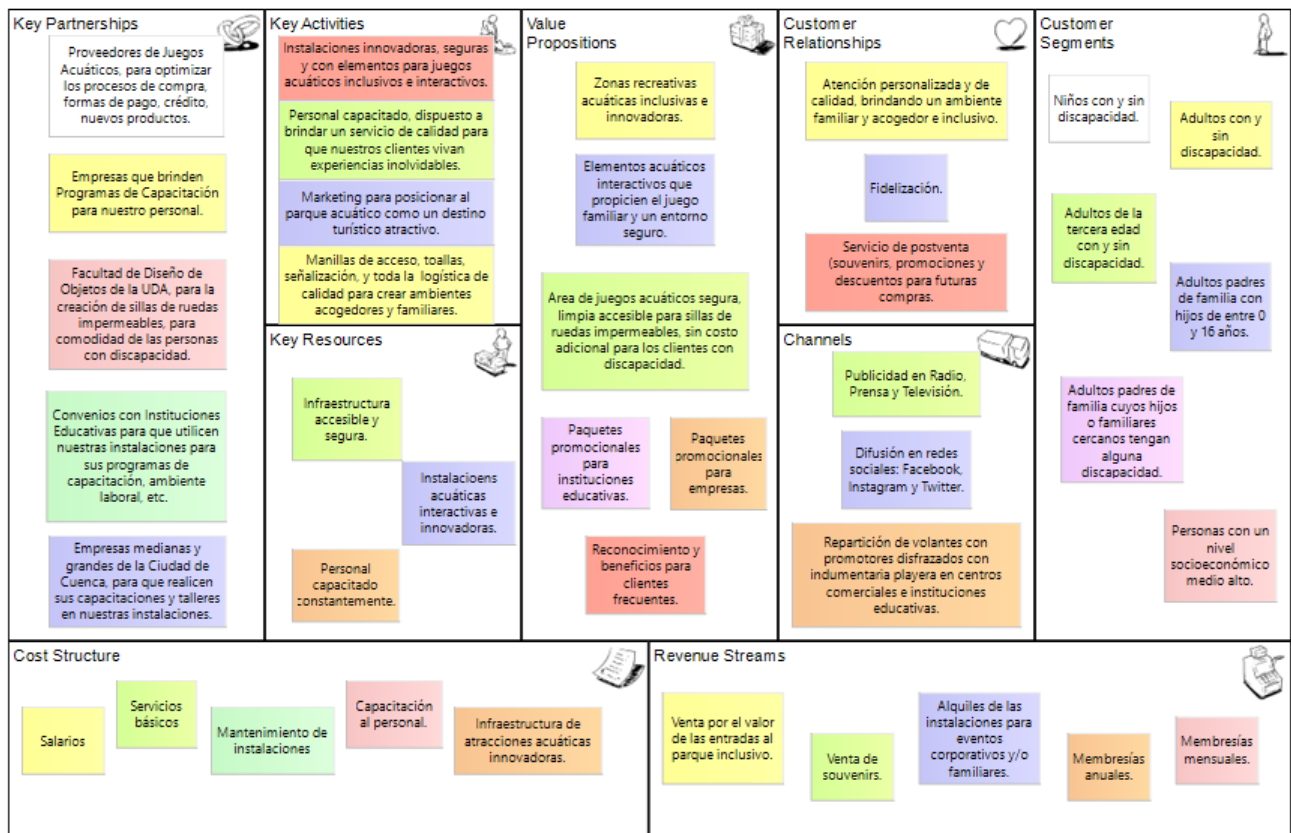 Key Partnerships
Proveedores de Juegos
Acuáticos, para optimizar
los procesos de compra,
formas de pago, crédito,
nuevos productos.
Empresas que brinden
Programas de Capacitación
para nuestro personal.
Facultad de Diseño de
Objetos de la UDA, para la
creación de sillas de ruedas
impermeables, para
comodidad de las personas
con discapacidad.
Convenios con Instituciones
Educativas para que utilicen
nuestras instalaciones para
sus programas de
capacitación, ambiente
laboral, etc.
Empresas medianas y
grandes de la Ciudad de
Cuenca, para que realicen
sus capacitaciones y talleres
en nuestras instalaciones.
Key Activities
Instalaciones innovadoras, seguras
y con elementos para juegos
acuáticos inclusivos e interactivos.
Personal capacitado, dispuesto a
brindar un servicio de calidad para
que nuestros clientes vivan
experiencias inolvidables.
Marketing para posicionar al
parque acuático como un destino
turístico atractivo.
Manillas de acceso, toallas,
señalización, y toda la logística de
calidad para crear ambientes
acogedores y familiares.
Key Resources
Infraestructura
accesible y
segura.
Instalacioens
acuáticas
interactivas e
innovadoras.
Personal
capacitado
constantemente.
Value
Propositions
Zonas recreativas
acuáticas inclusivas e
innovadoras.
Elementos acuáticos
interactivos que
propicien el juego
familiar y un entorno
seguro.
Area de juegos acuáticos segura,
limpia accesible para sillas de
ruedas impermeables, sin costo
adicional para los clientes con
discapacidad.
Paquetes
promocionales
para
instituciones
educativas.
Paquetes
promocionales
para
empresas.
Reconocimiento y
beneficios para
clientes
frecuentes.
Customer
Relationships
Atención personalizada y de
calidad, brindando un ambiente
familiar y acogedor e inclusivo.
Fidelización.
Servicio de postventa
(souvenirs, promociones y
descuentos para futuras
compras.
Channels
Publicidad en Radio,
Prensa y Televisión.
Difusión en redes
sociales: Facebook,
Instagram y Twitter.
Repartición de volantes con
promotores disfrazados con
indumentaria playera en centros
comerciales e instituciones
educativas.
Customer
Segments
Niños con y sin
discapacidad.
Adultos con y
sin
discapacidad.
Adultos de la
tercera edad
con y sin
discapacidad.
Adultos padres
de familia con
hijos de entre 0
y 16 años.
Adultos padres de
familia cuyos hijos
o familiares
cercanos tengan
alguna
discapacidad.
Personas con un
nivel
socioeconómico
medio alto.
Cost Structure
Salarios
Servicios
básicos
Mantenimiento de
instalaciones
Capacitación
al personal.
Infraestructura de
atracciones acuáticas
innovadoras.
Revenue Streams
Venta por el valor
de las entradas al
parque inclusivo.
Venta de
souvenirs.
Alquiles de las
instalaciones para
eventos
corporativos y/o
familiares.
Membresías
anuales.
Membresías
mensuales.